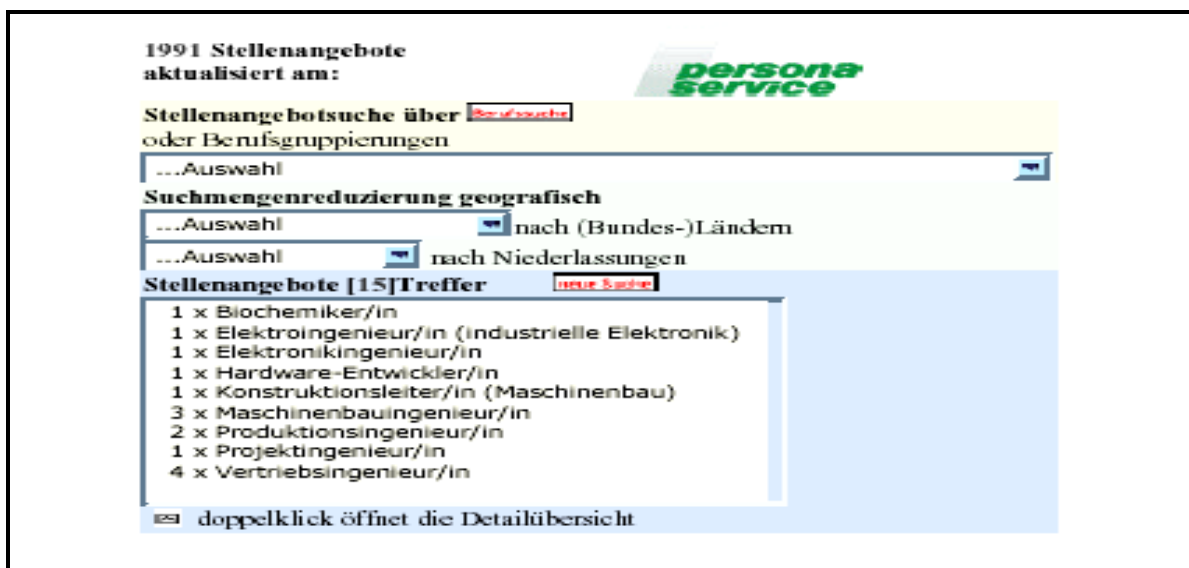 1991 Stellenangebote
aktualisiert am:
persona
service
Stellenangebotsuche über Berufssuche
oder Berufsgruppierungen
...Auswahl
Suchmengenreduzierung geografisch
...Auswahl nach (Bundes-)Ländern
...Auswahl nach Niederlassungen
Stellenangebote [15]Treffer neue Suche
1 x Biochemiker/in
1 x Elektroingenieur/in (industrielle Elektronik)
1 x Elektronikingenieur/in
1 x Hardware-Entwickler/in
1 x Konstruktionsleiter/in (Maschinenbau)
3 x Maschinenbauingenieur/in
2 x Produktionsingenieur/in
1 x Projektingenieur/in
4 x Vertriebsingenieur/in
doppelklick öffnet die Detailübersicht